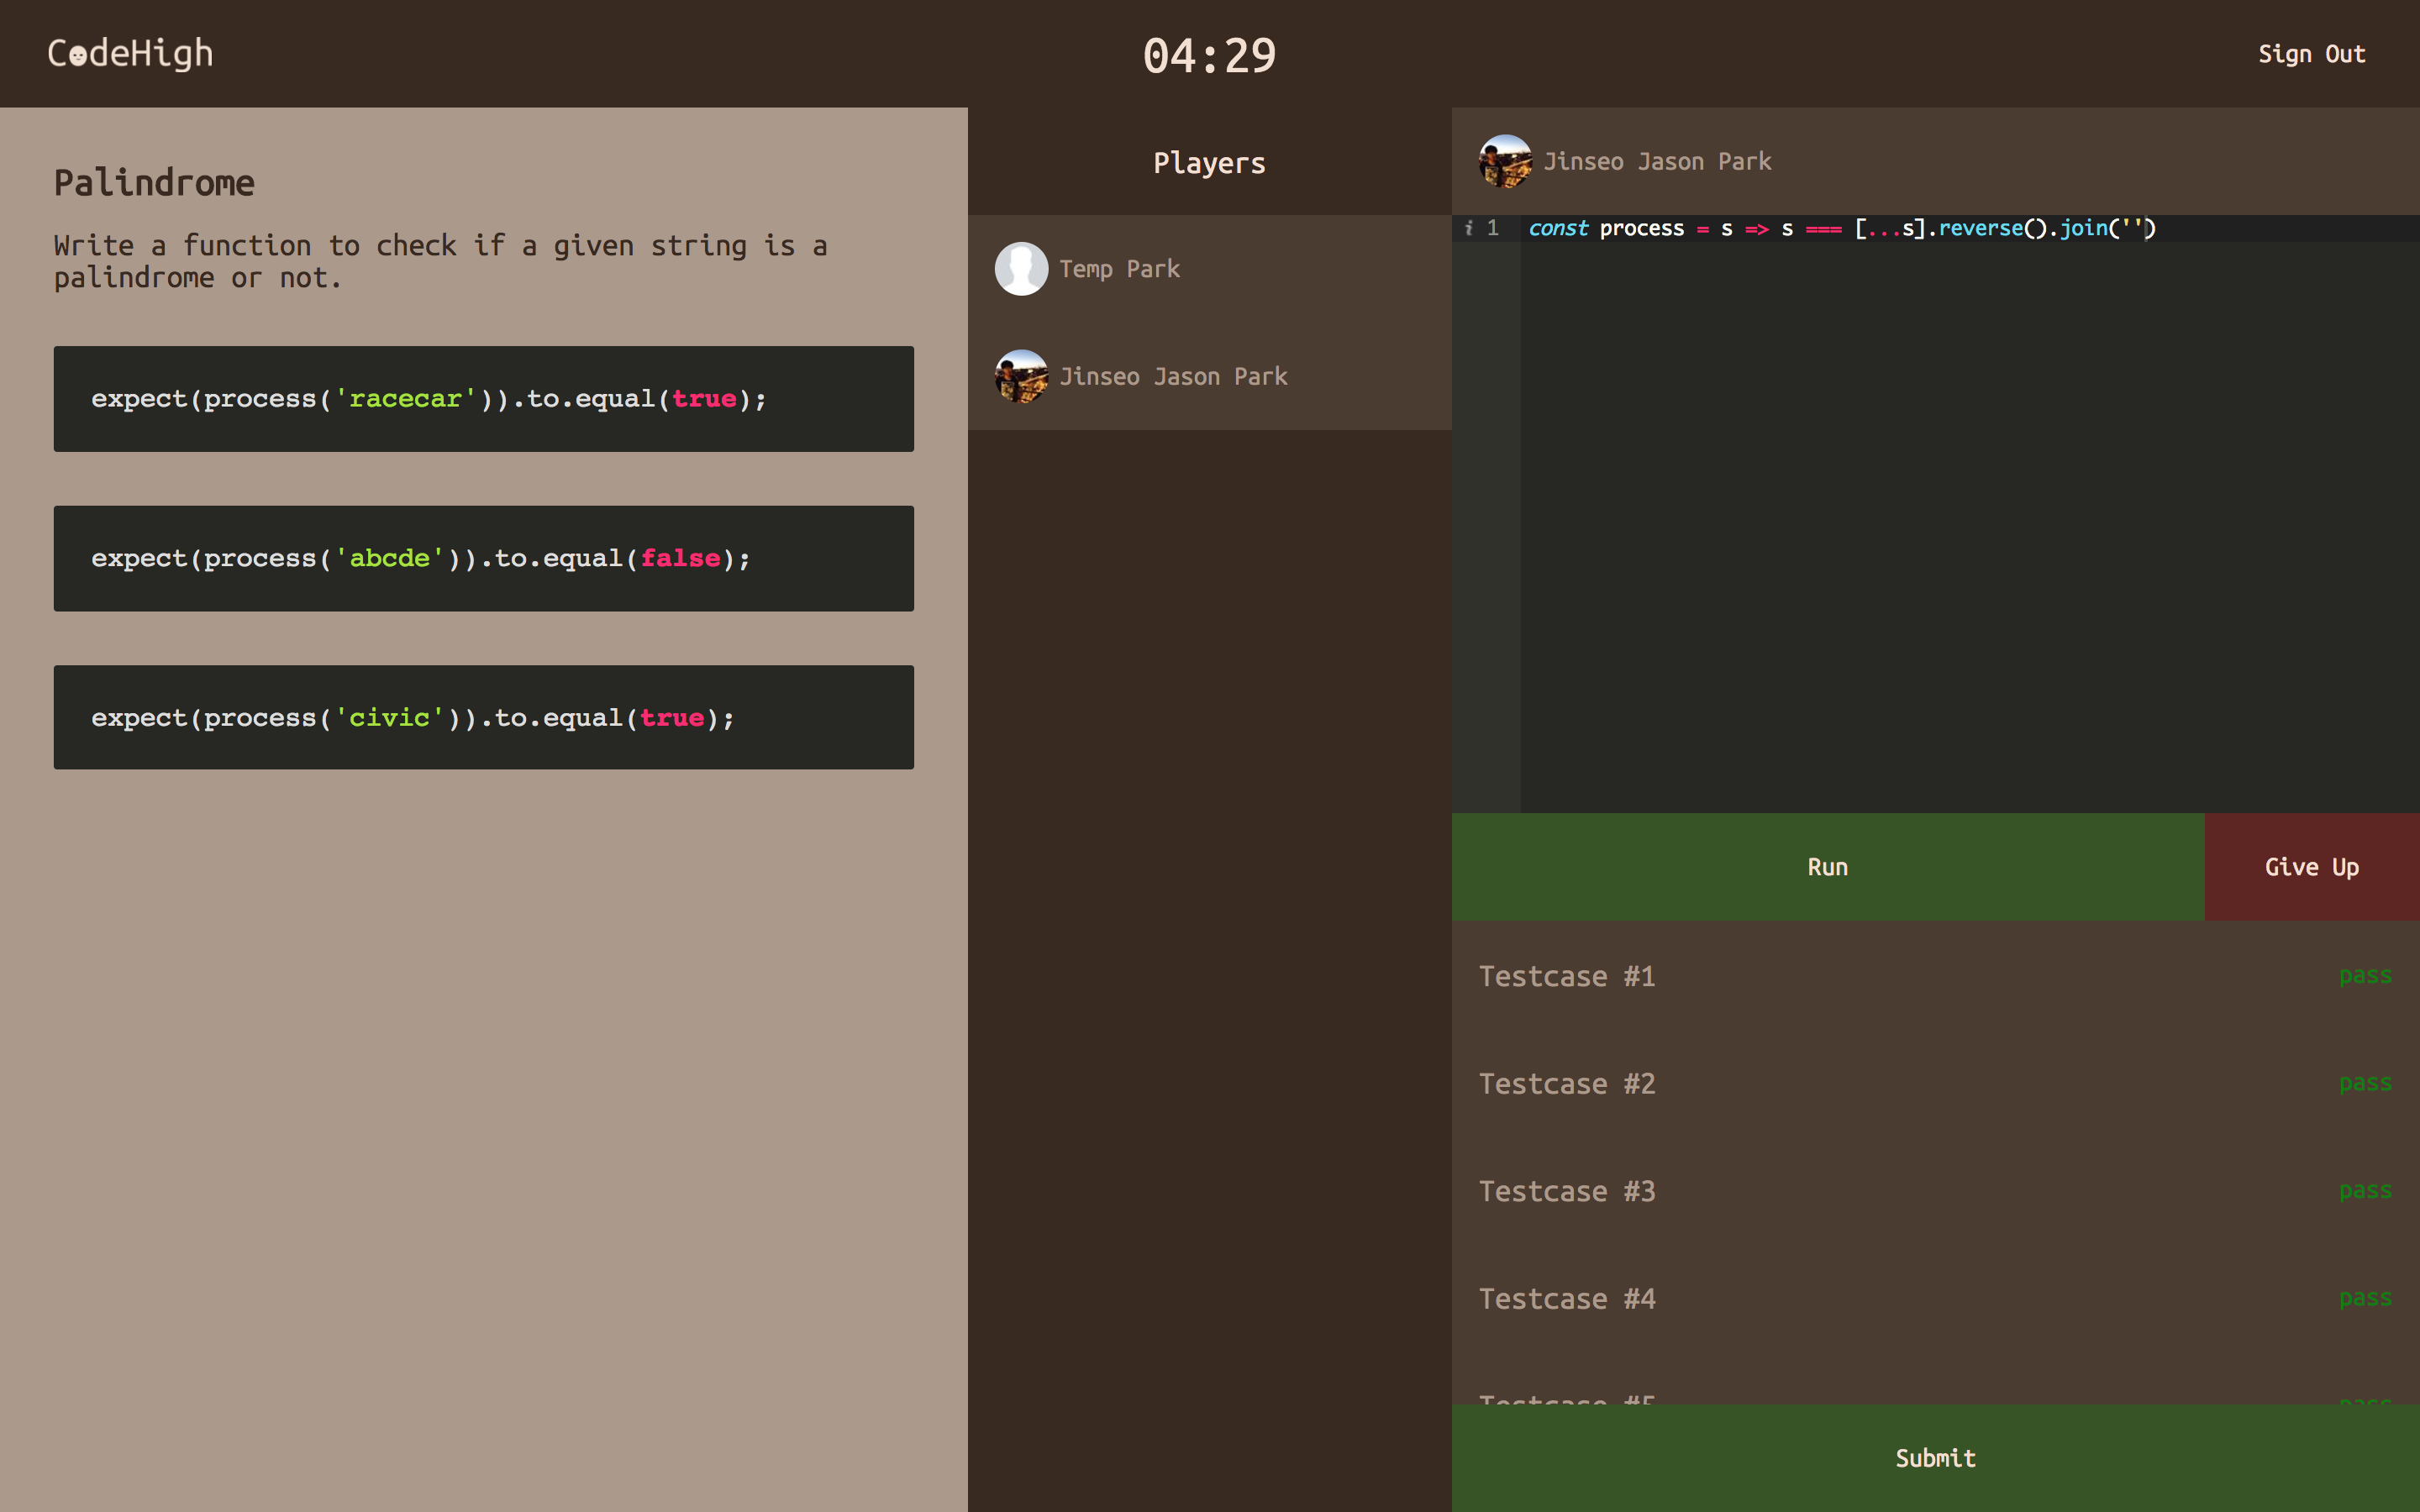 CodeHigh
04:29
Sign Out
Palindrome
Write a function to check if a given string is a
palindrome or not.
expect(process('racecar')).to.equal(true);
expect(process('abcde')).to.equal(false);
expect(process('civic')).to.equal(true);
Players
Temp Park
Jinseo Jason Park
Jinseo Jason Park
i 1 const process = s => s === [...s].reverse().join('')
Run
Give Up
Testcase #1 pass
Testcase #2 pass
Testcase #3 pass
Testcase #4 pass
Testcase #5 pass
Submit